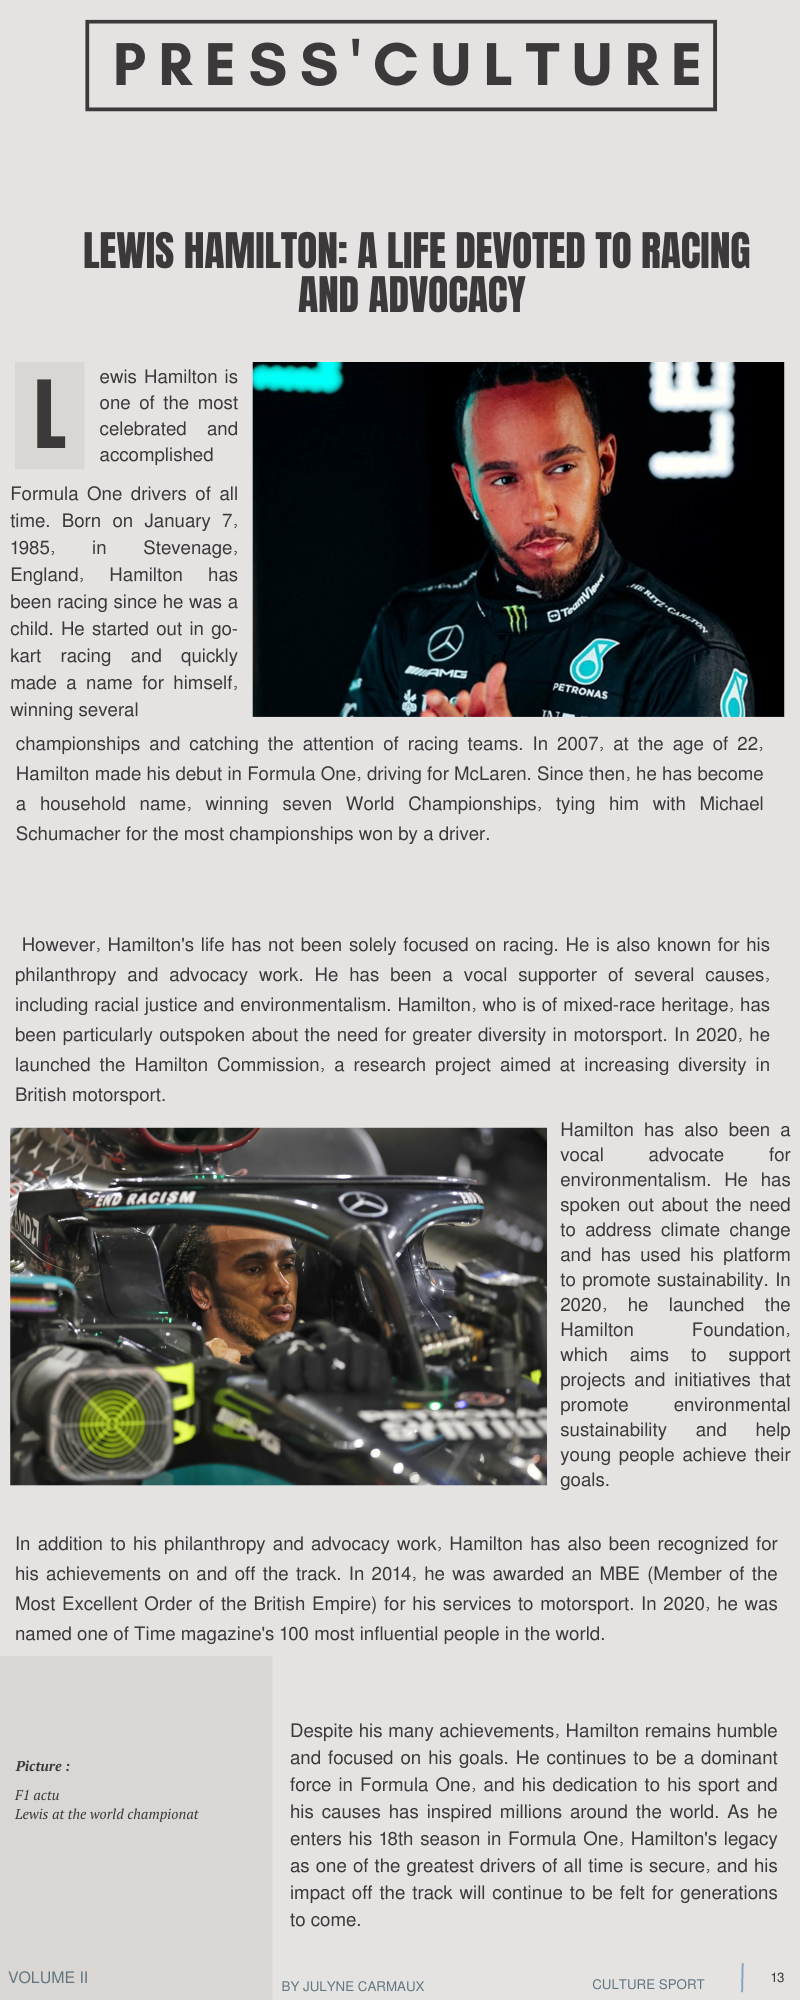 PRESS'CULTURE
LEWIS HAMILTON: A LIFE DEVOTED TO RACING
AND ADVOCACY
L
ewis Hamilton is
one of the most
celebrated and
accomplished
Formula One drivers of all
time. Born on January 7,
1985, in Stevenage,
England, Hamilton has
been racing since he was a
child. He started out in go-
kart racing and quickly
made a name for himself,
winning several
L
LE
TeamViewer
THE RITZ-CARLTON
AMG
PETRONAS
championships and catching the attention of racing teams. In 2007, at the age of 22,
Hamilton made his debut in Formula One, driving for McLaren. Since then, he has become
a household name, winning seven World Championships, tying him with Michael
Schumacher for the most championships won by a driver.
However, Hamilton's life has not been solely focused on racing. He is also known for his
philanthropy and advocacy work. He has been a vocal supporter of several causes,
including racial justice and environmentalism. Hamilton, who is of mixed-race heritage, has
been particularly outspoken about the need for greater diversity in motorsport. In 2020, he
launched the Hamilton Commission, a research project aimed at increasing diversity in
British motorsport.
END RACISM
END
AMD
AMG
Hamilton has also been a
vocal advocate for
environmentalism. He has
spoken out about the need
to address climate change
and has used his platform
to promote sustainability. In
2020, he launched the
Hamilton Foundation,
which aims to support
projects and initiatives that
promote environmental
sustainability and help
young people achieve their
goals.
In addition to his philanthropy and advocacy work, Hamilton has also been recognized for
his achievements on and off the track. In 2014, he was awarded an MBE (Member of the
Most Excellent Order of the British Empire) for his services to motorsport. In 2020, he was
named one of Time magazine's 100 most influential people in the world.
Picture :
F1 actu
Lewis at the world championat
Despite his many achievements, Hamilton remains humble
and focused on his goals. He continues to be a dominant
force in Formula One, and his dedication to his sport and
his causes has inspired millions around the world. As he
enters his 18th season in Formula One, Hamilton's legacy
as one of the greatest drivers of all time is secure, and his
impact off the track will continue to be felt for generations
to come.
VOLUME II
BY JULYNE CARMAUX
CULTURE SPORT
13